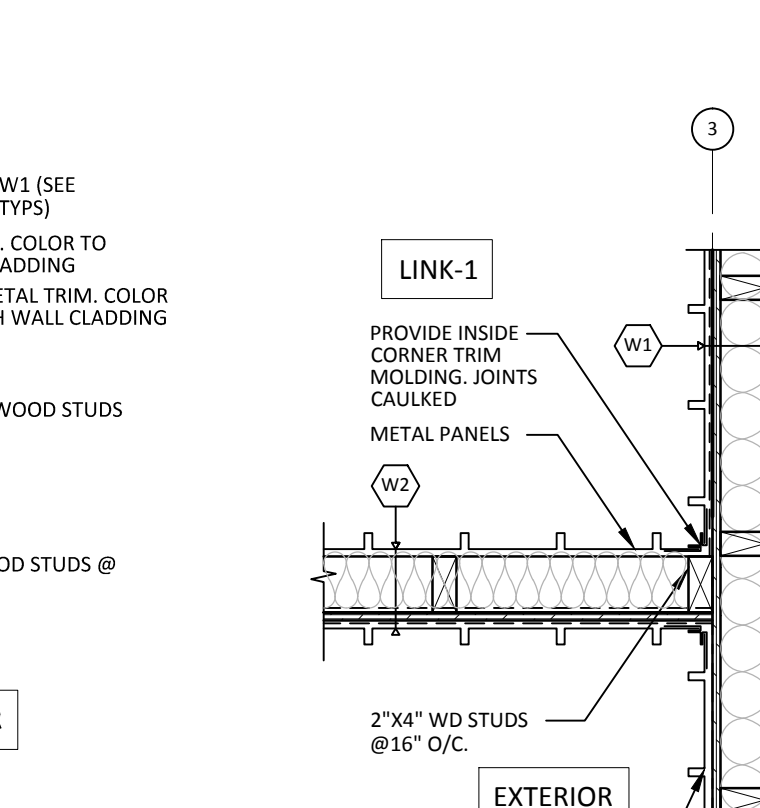 3
W1 (SEE
TYPS)
. COLOR TO
ADDING
ETAL TRIM. COLOR
H WALL CLADDING
WOOD STUDS
OD STUDS @
LINK-1
PROVIDE INSIDE
CORNER TRIM
MOLDING. JOINTS
CAULKED
METAL PANELS
W1
W2
2"X4" WD STUDS
@16" O/C.
EXTERIOR